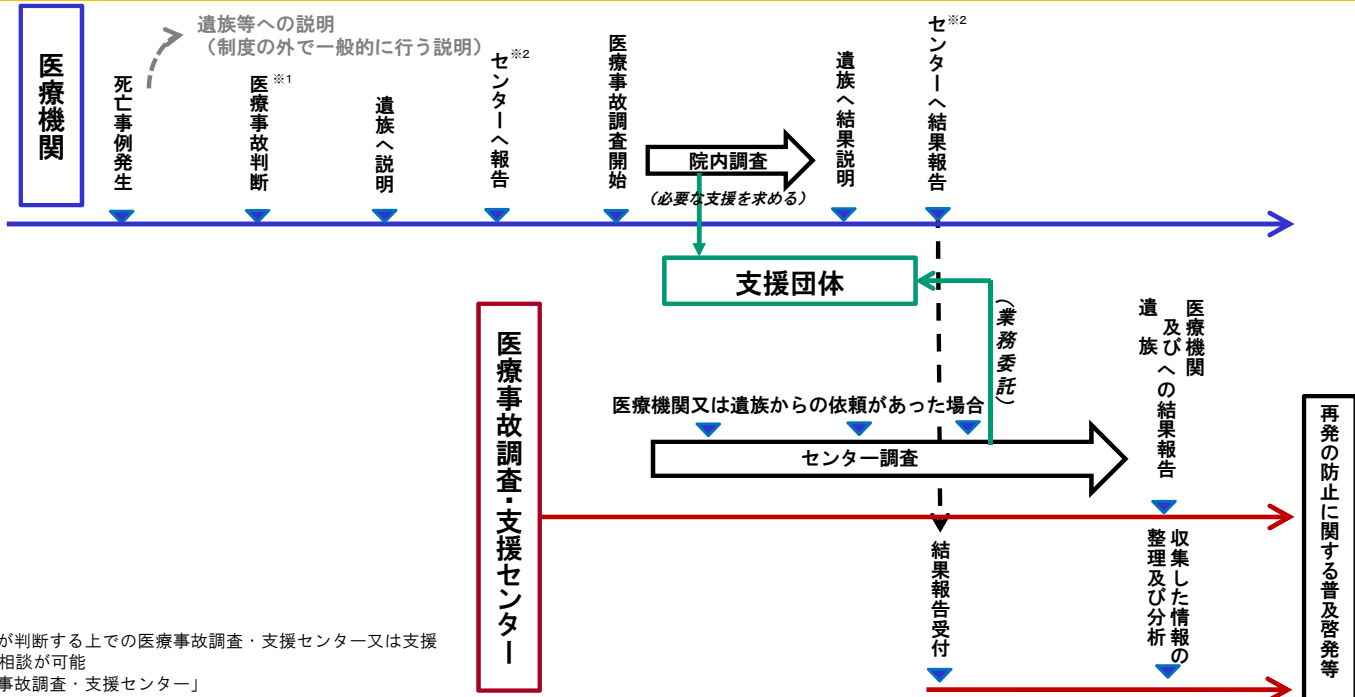 医療機関
遺族等への説明
（制度の外で一般的に行う説明）
死亡事例発生
医療事故判断※1
遺族へ説明
センターへ報告※2
医療事故調査開始
院内調査
（必要な支援を求める）
遺族へ結果説明
センターへ結果報告※2
支援団体
（業務委託）
医療事故調査・支援センター
医療機関又は遺族からの依頼があった場合
センター調査
医療機関
及び
遺族
への結果報告
結果報告受付
収集した情報の
整理及び分析
再発の防止に関する普及啓発等
が判断する上での医療事故調査・支援センター又は支援
相談が可能
事故調査・支援センター」